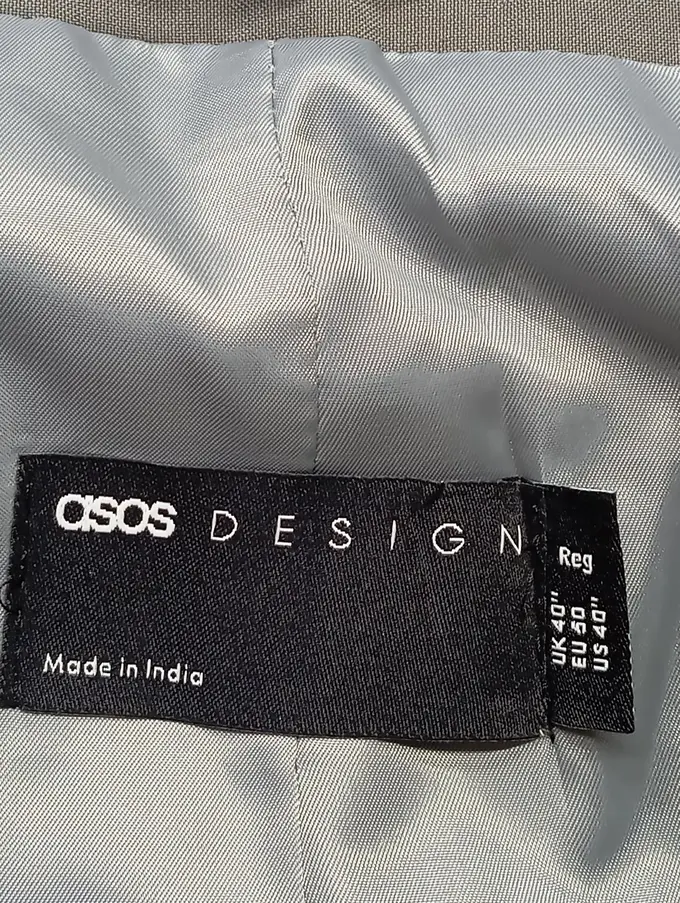 asos DESIGN
Made in India
Reg
UK 40"
EU 50
US 40"